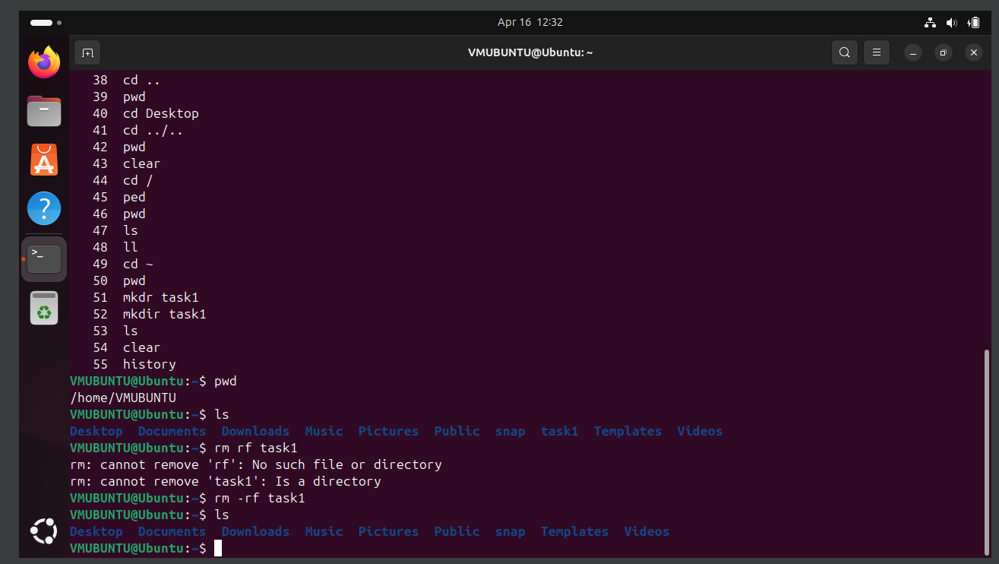 Apr 16 12:32
VMUBUNTU@Ubuntu: ~
38 cd ..
39 pwd
40 cd Desktop
41 cd ../..
42 pwd
43 clear
44 cd /
45 ped
46 pwd
47 ls
48 ll
49 cd ~
50 pwd
51 mkdr task1
52 mkdir task1
53 ls
54 clear
55 history
VMUBUNTU@Ubuntu:~$ pwd
/home/VMUBUNTU
VMUBUNTU@Ubuntu:~$ ls
Desktop Documents Downloads Music Pictures Public snap task1 Templates Videos
VMUBUNTU@Ubuntu:~$ rm rf task1
rm: cannot remove 'rf': No such file or directory
rm: cannot remove 'task1': Is a directory
VMUBUNTU@Ubuntu:~$ rm -rf task1
VMUBUNTU@Ubuntu:~$ ls
Desktop Documents Downloads Music Pictures Public snap Templates Videos
VMUBUNTU@Ubuntu:~$